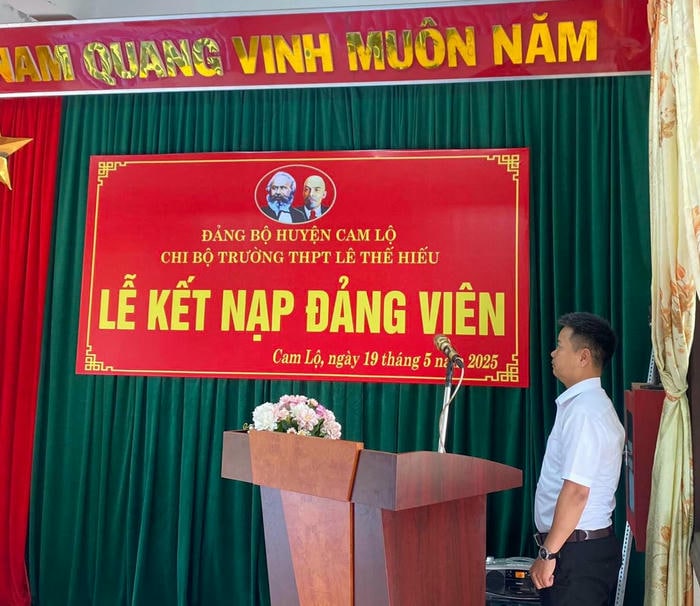 NAM QUANG VINH MUÔN NĂM
ĐẢNG BỘ HUYỆN CAM LỘ
CHI BỘ TRƯỜNG THPT LÊ THẾ HIẾU
LỄ KẾT NẠP ĐẢNG VIÊN
Cam Lộ, ngày 19 tháng 5 2025